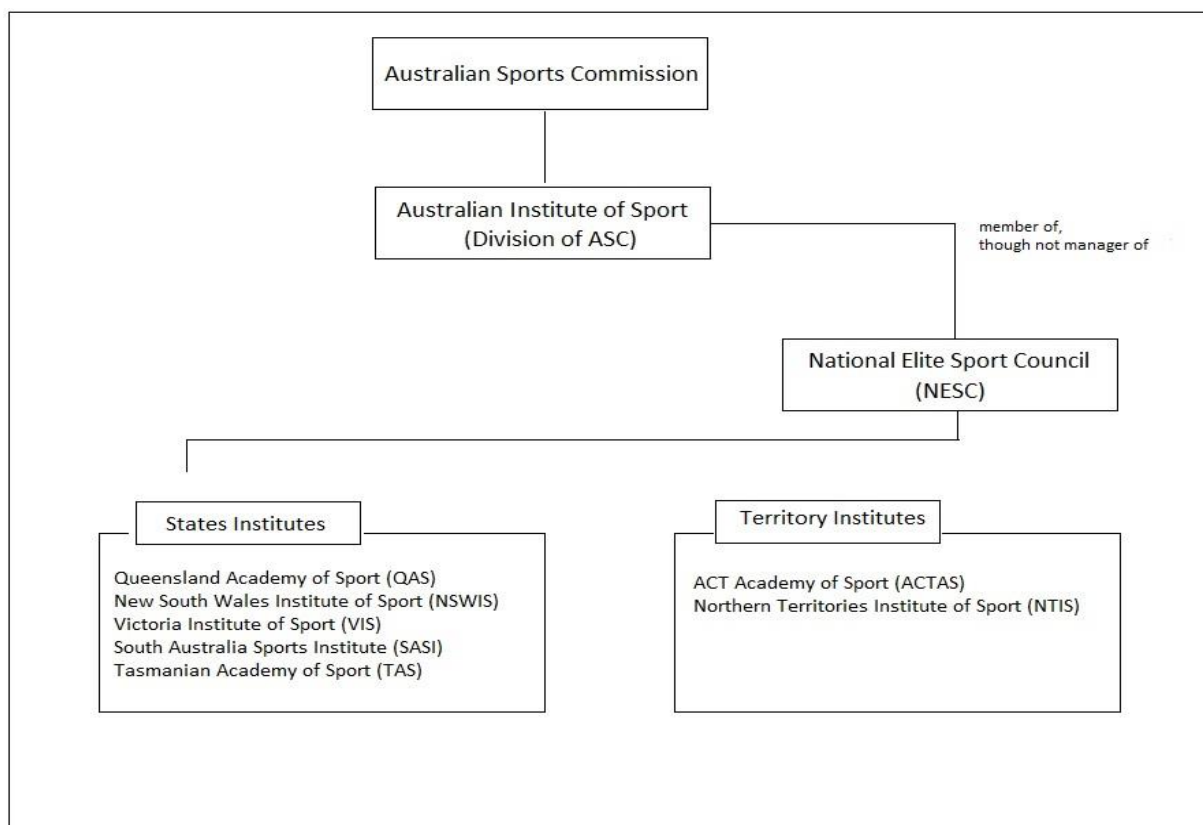 Australian Sports Commission
Australian Institute of Sport
(Division of ASC)
member of,
though not manager of
National Elite Sport Council
(NESC)
States Institutes
Queensland Academy of Sport (QAS)
New South Wales Institute of Sport (NSWIS)
Victoria Institute of Sport (VIS)
South Australia Sports Institute (SASI)
Tasmanian Academy of Sport (TAS)
Territory Institutes
ACT Academy of Sport (ACTAS)
Northern Territories Institute of Sport (NTIS)